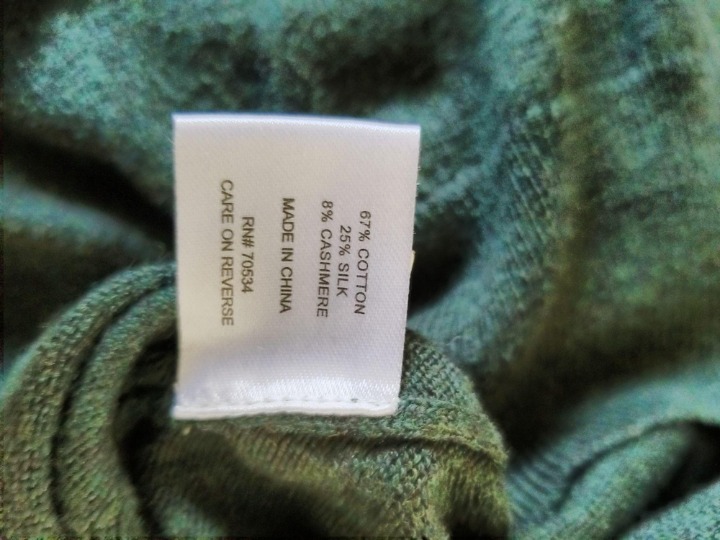 67% COTTON
25% SILK
8% CASHMERE
MADE IN CHINA
RN# 70534
CARE ON REVERSE